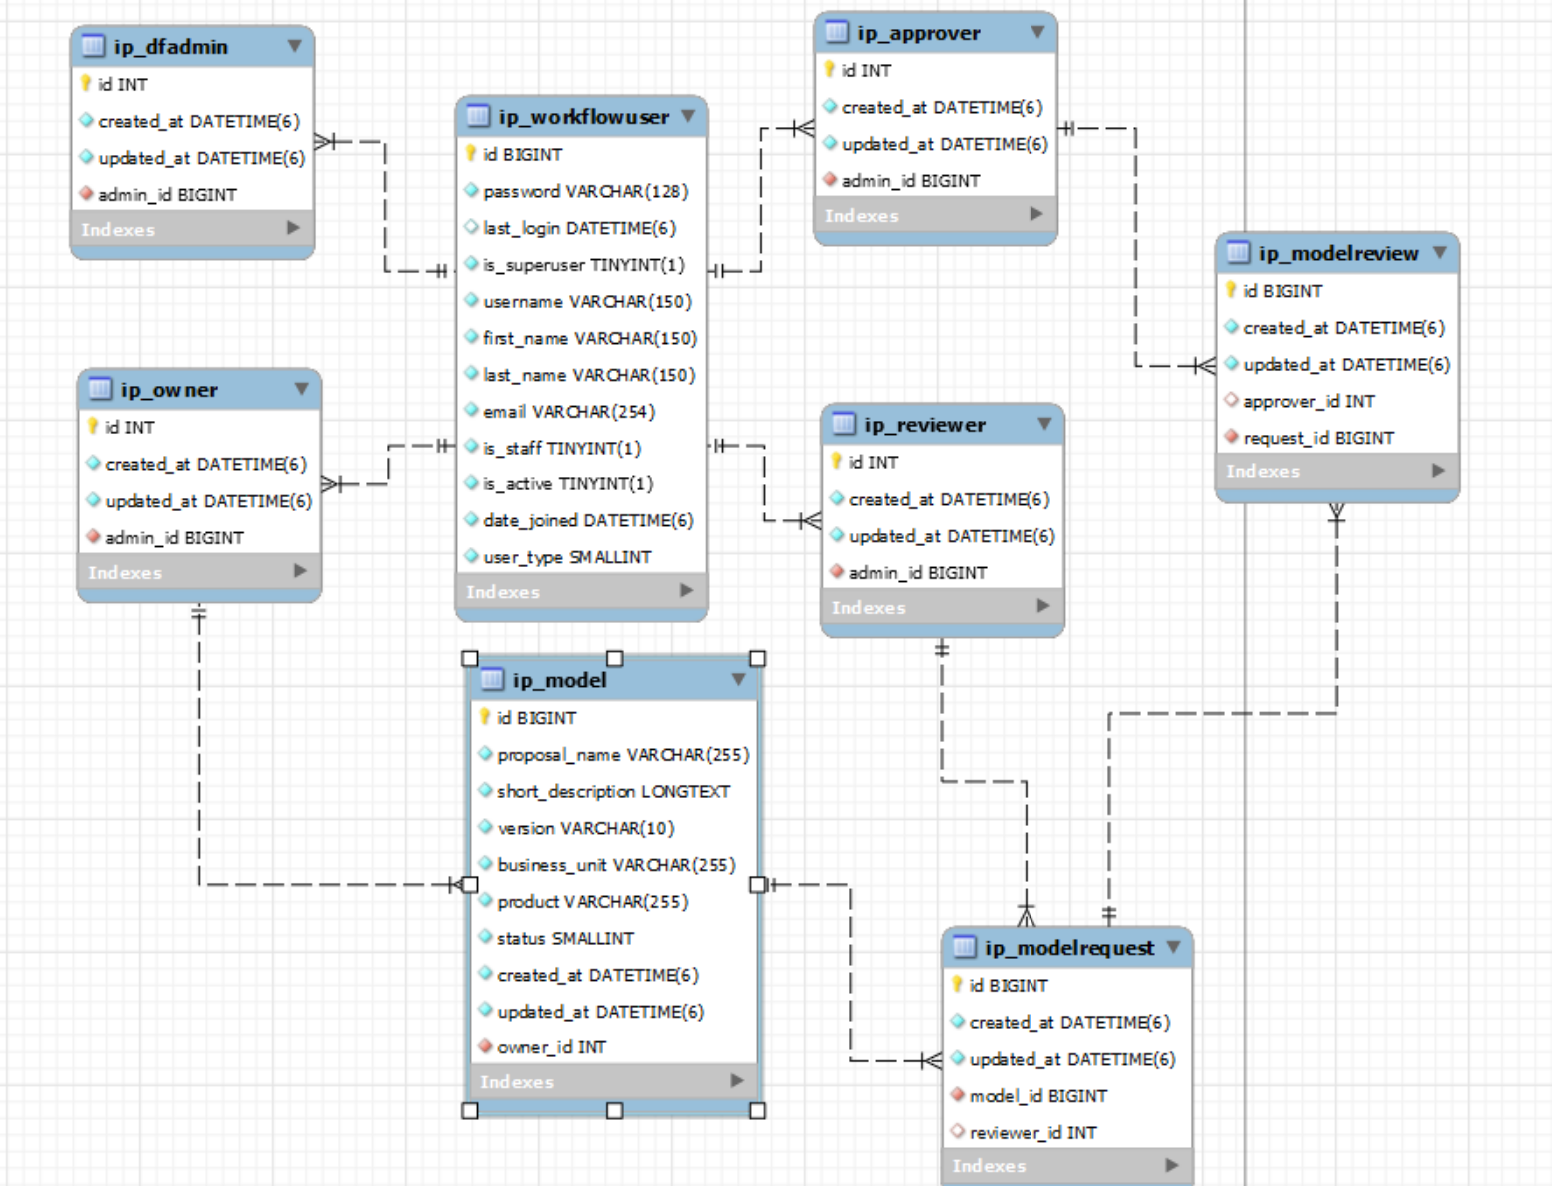 ip_dfadmin
id INT
created_at DATETIME(6)
updated_at DATETIME(6)
admin_id BIGINT
Indexes
ip_workflowuser
id BIGINT
password VARCHAR(128)
last_login DATETIME(6)
is_superuser TINYINT(1)
username VARCHAR(150)
first_name VARCHAR(150)
last_name VARCHAR(150)
email VARCHAR(254)
is_staff TINYINT(1)
is_active TINYINT(1)
date_joined DATETIME(6)
user_type SMALLINT
Indexes
ip_approver
id INT
created_at DATETIME(6)
updated_at DATETIME(6)
admin_id BIGINT
Indexes
ip_modelreview
id BIGINT
created_at DATETIME(6)
updated_at DATETIME(6)
approver_id INT
request_id BIGINT
Indexes
ip_owner
id INT
created_at DATETIME(6)
updated_at DATETIME(6)
admin_id BIGINT
Indexes
ip_reviewer
id INT
created_at DATETIME(6)
updated_at DATETIME(6)
admin_id BIGINT
Indexes
ip_model
id BIGINT
proposal_name VARCHAR(255)
short_description LONGTEXT
version VARCHAR(10)
business_unit VARCHAR(255)
product VARCHAR(255)
status SMALLINT
created_at DATETIME(6)
updated_at DATETIME(6)
owner_id INT
Indexes
ip_modelrequest
id BIGINT
created_at DATETIME(6)
updated_at DATETIME(6)
model_id BIGINT
reviewer_id INT
Indexes